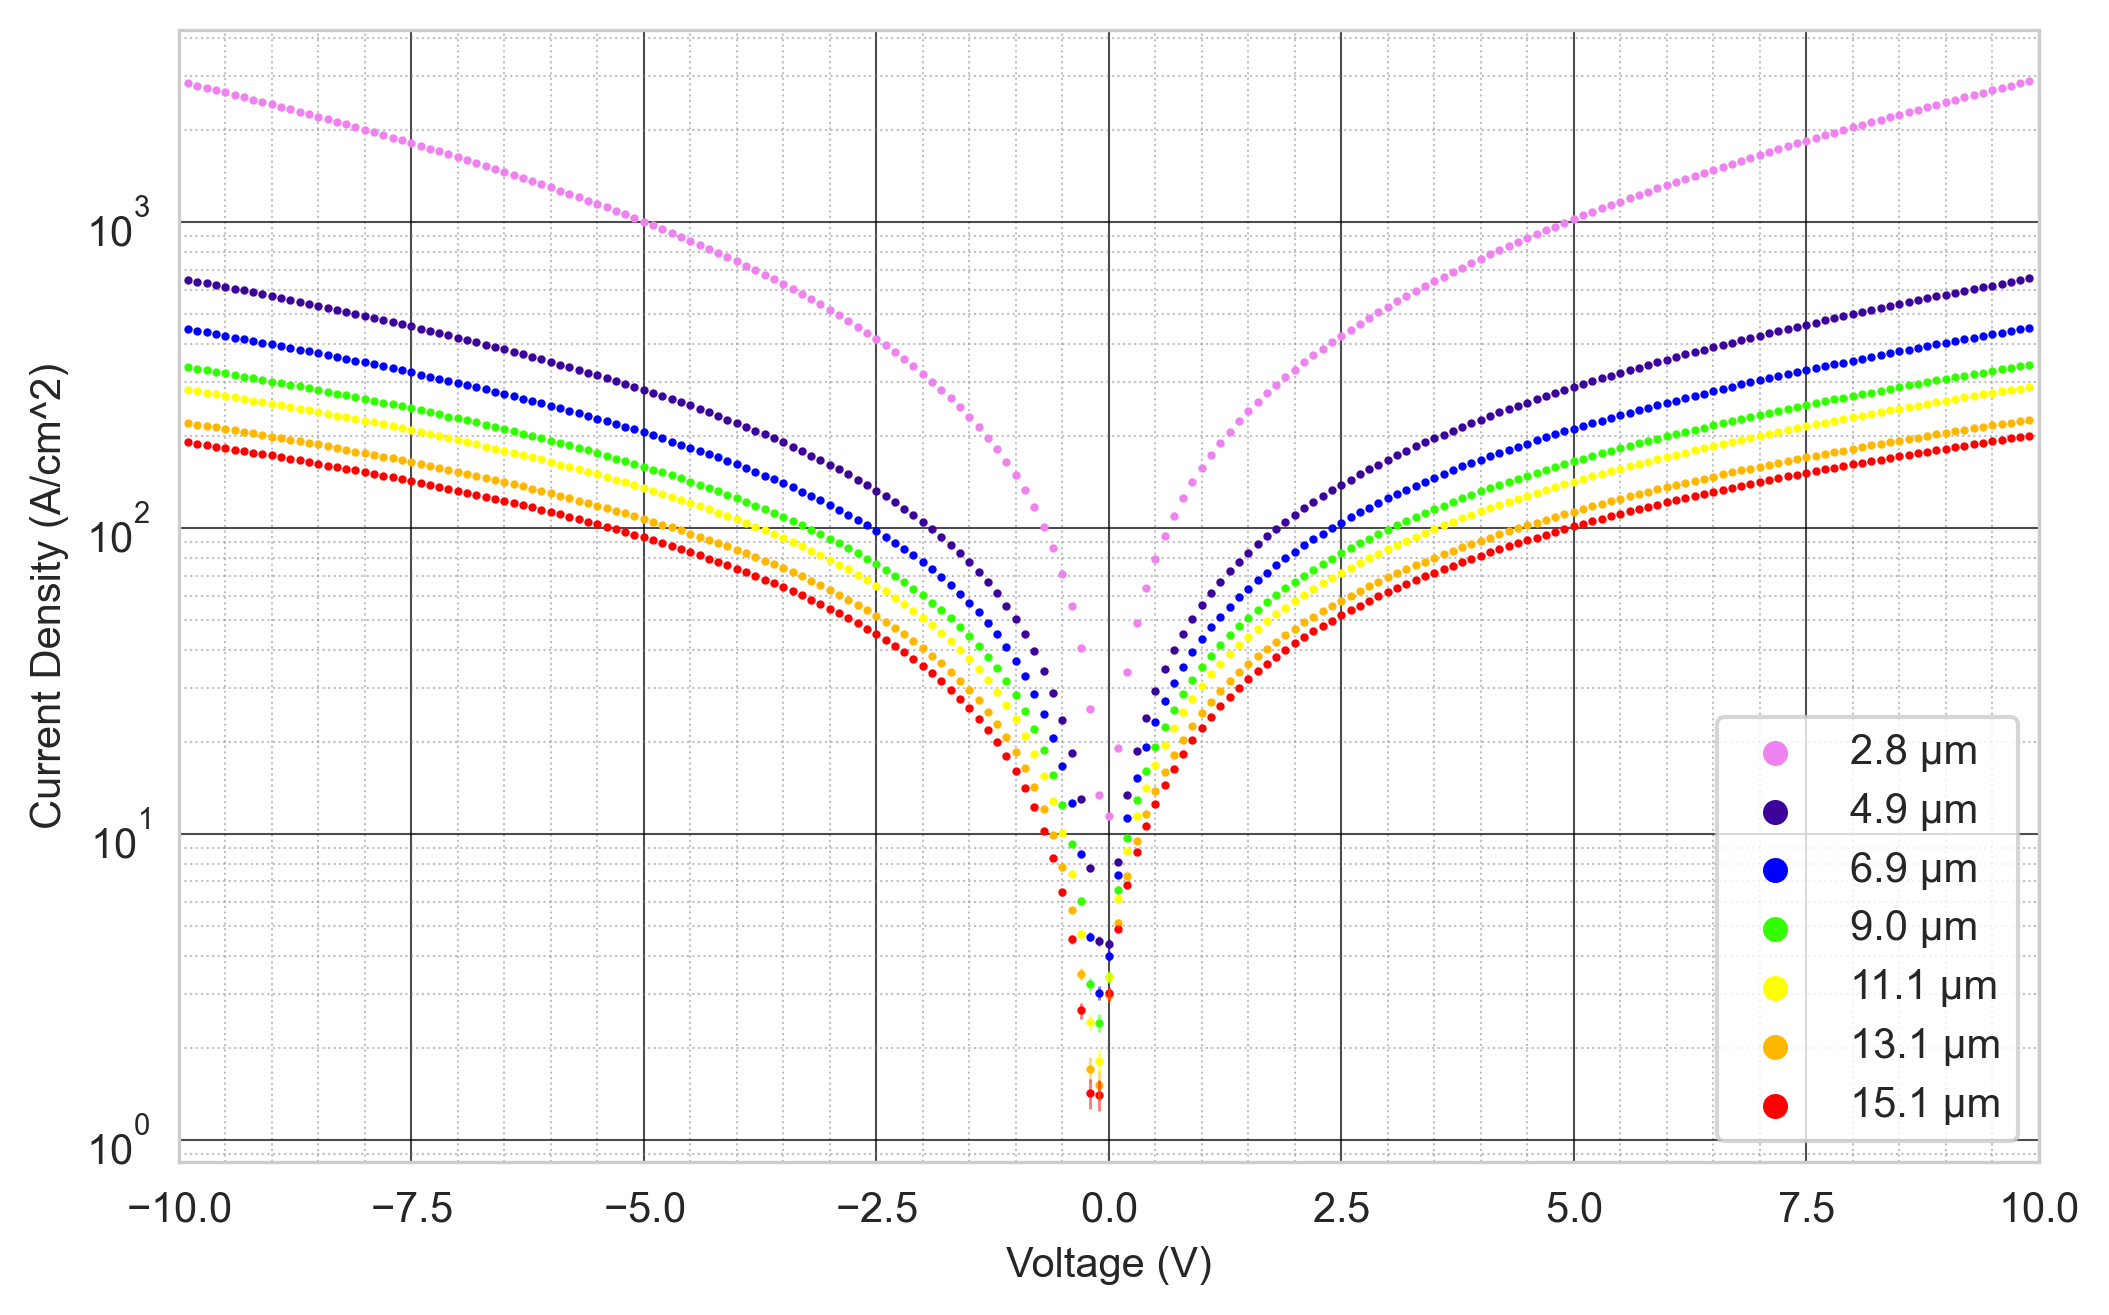 Current Density (A/cm^2)
10^3
10^2
10^1
10^0
2.8 µm
4.9 µm
6.9 µm
9.0 µm
11.1 µm
13.1 µm
15.1 µm
−10.0 −7.5 −5.0 −2.5 0.0 2.5 5.0 7.5 10.0
Voltage (V)